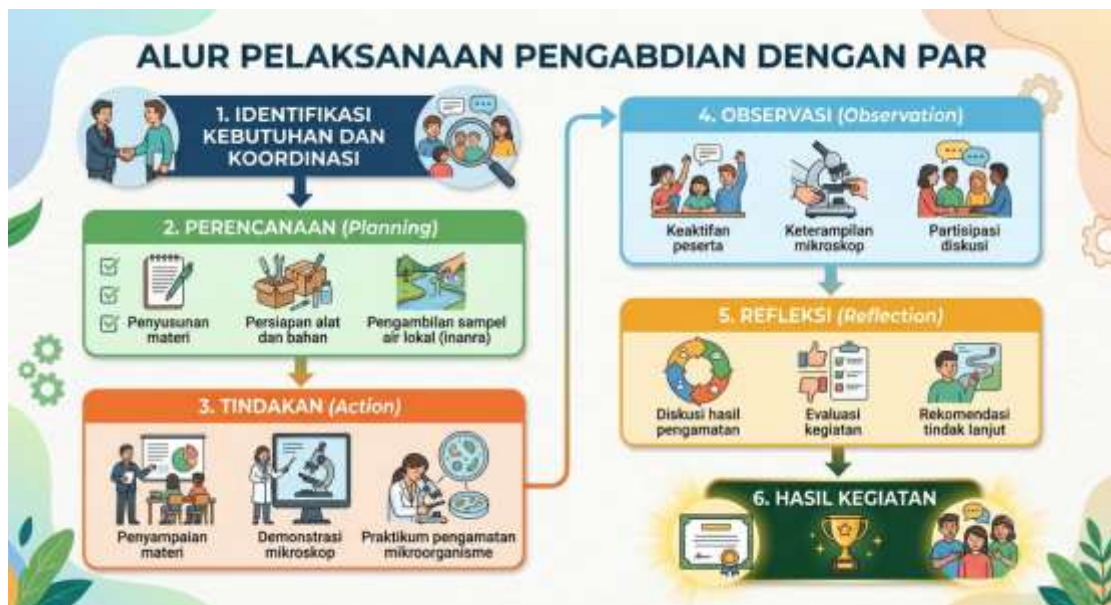 ALUR PELAKSANAAN PENGABDIAN DENGAN PAR
1. IDENTIFIKASI
KEBUTUHAN DAN
KOORDINASI
2. PERENCANAAN (Planning)
Penyusunan
materi
Persiapan alat
dan bahan
Pengambilan sampel
air lokal (inanra)
3. TINDAKAN (Action)
Penyampaian
materi
Demonstrasi
mikroskop
Praktikum pengamatan
mikroorganisme
4. OBSERVASI (Observation)
Keaktifan
peserta
Keterampilan
mikroskop
Partisipasi
diskusi
5. REFLEKSI (Reflection)
Diskusi hasil
pengamatan
Evaluasi
kegiatan
Rekomendasi
tindak lanjut
6. HASIL KEGIATAN